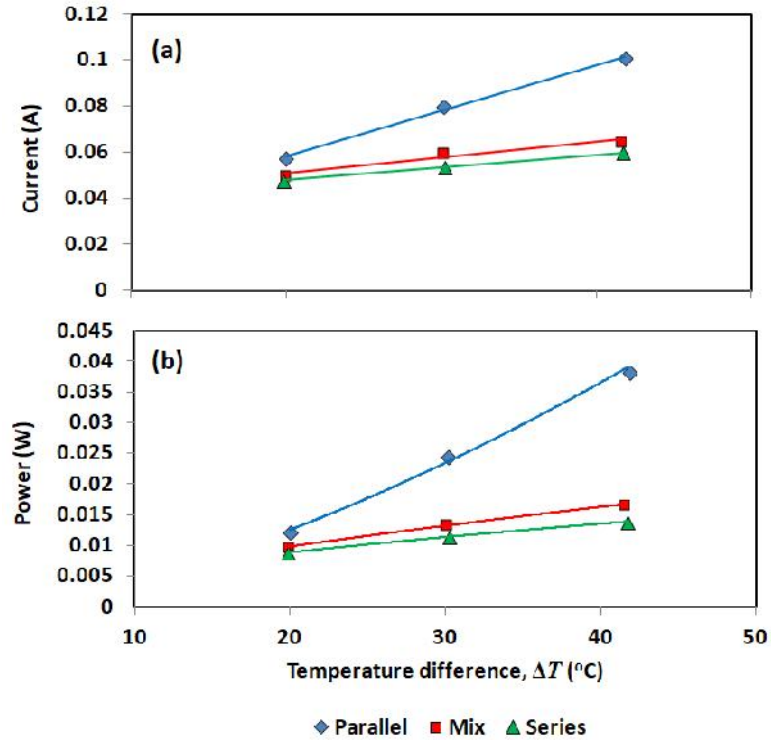 0.12
(a)
0.1
0.08
0.06
0.04
0.02
0
Current (A)
0.045
(b)
0.04
0.035
0.03
0.025
0.02
0.015
0.01
0.005
0
Power (W)
10 20 30 40 50
Temperature difference, ΔT (°C)
Parallel Mix Series